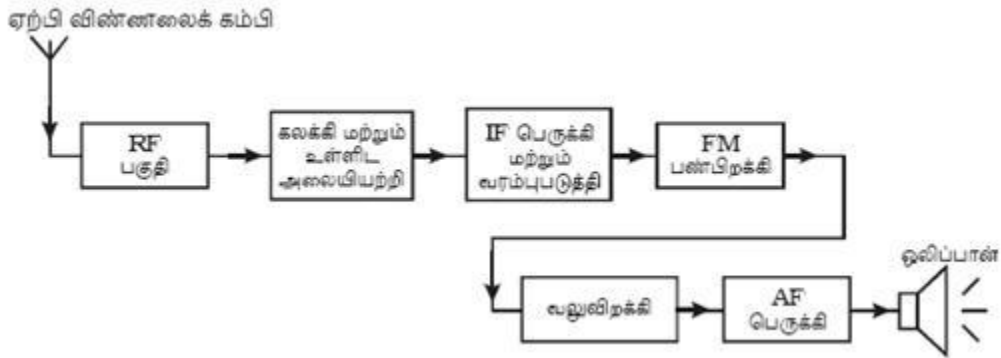 ஏற்பி விண்ணலைக் கம்பி
RF
பகுதி
கலக்கி மற்றும்
உள்ளிட
அலையியற்றி
IF பெருக்கி
மற்றும்
வரம்புபடுத்தி
FM
பண்பிறக்கி
வலுவிறக்கி
AF
பெருக்கி
ஒலிப்பான்